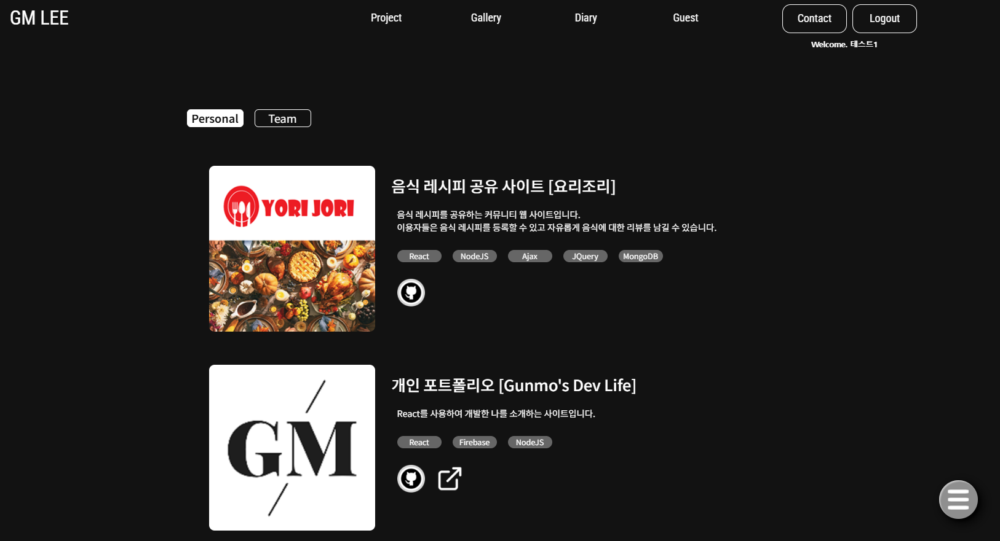 GM LEE
Project
Gallery
Diary
Guest
Contact
Logout
Welcome. 테스트1
Personal
Team
YORI JORI
음식 레시피 공유 사이트 [요리조리]
음식 레시피를 공유하는 커뮤니티 웹 사이트입니다.
이용자들은 음식 레시피를 등록할 수 있고 자유롭게 음식에 대한 리뷰를 남길 수 있습니다.
React
NodeJS
Ajax
JQuery
MongoDB
GM
개인 포트폴리오 [Gunmo's Dev Life]
React를 사용하여 개발한 나를 소개하는 사이트입니다.
React
Firebase
NodeJS